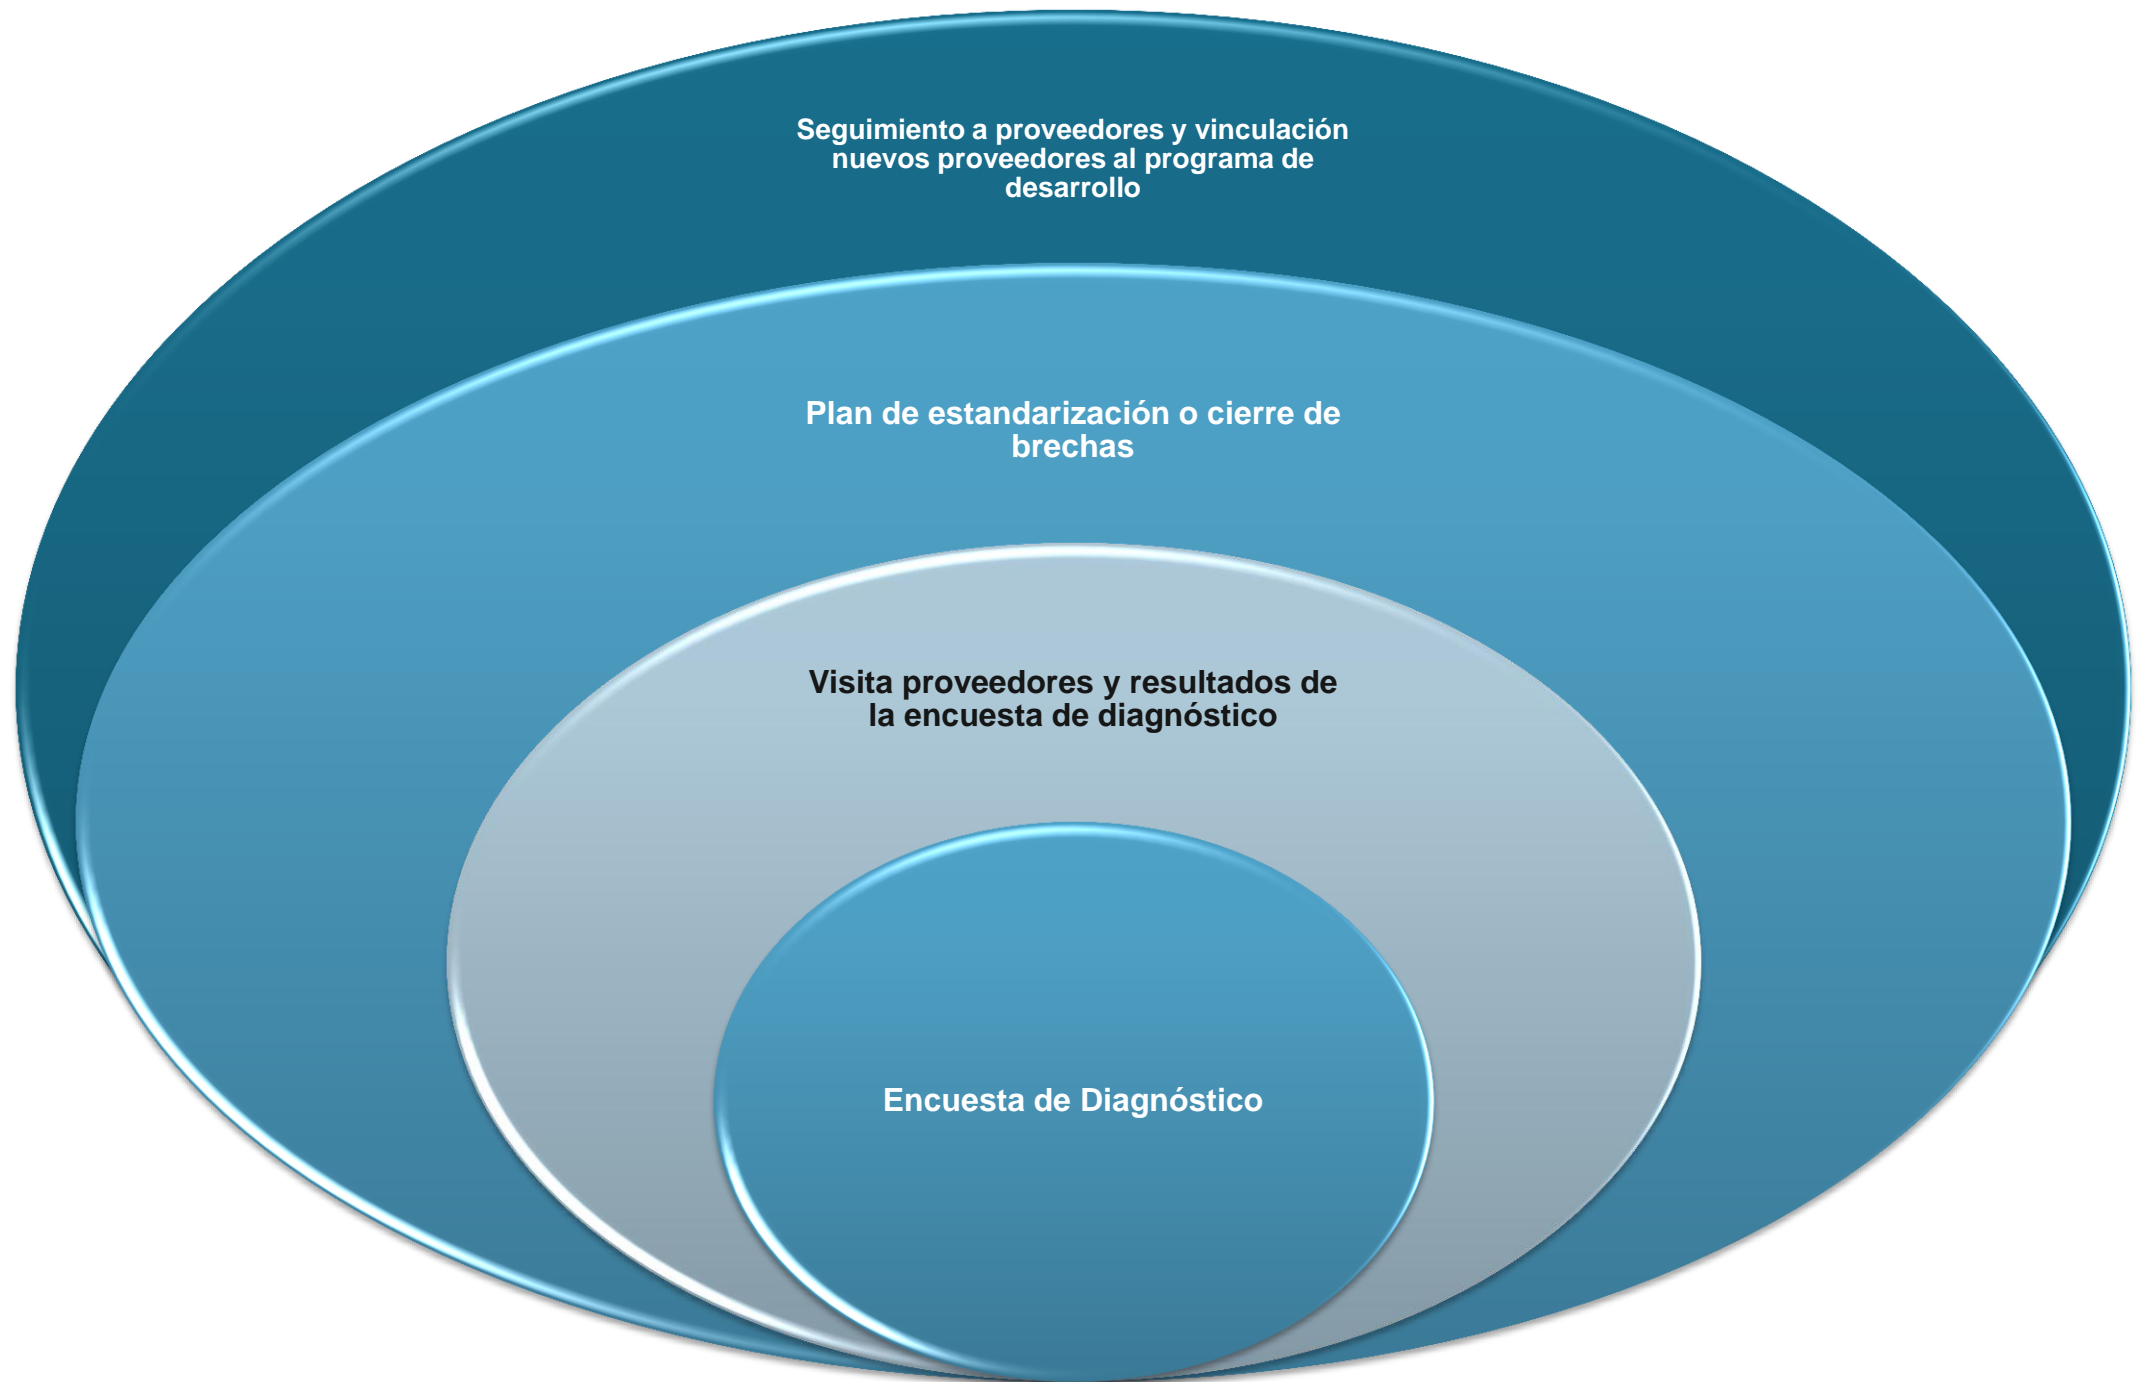 Seguimiento a proveedores y vinculación
nuevos proveedores al programa de
desarrollo
Plan de estandarización o cierre de
brechas
Visita proveedores y resultados de
la encuesta de diagnóstico
Encuesta de Diagnóstico